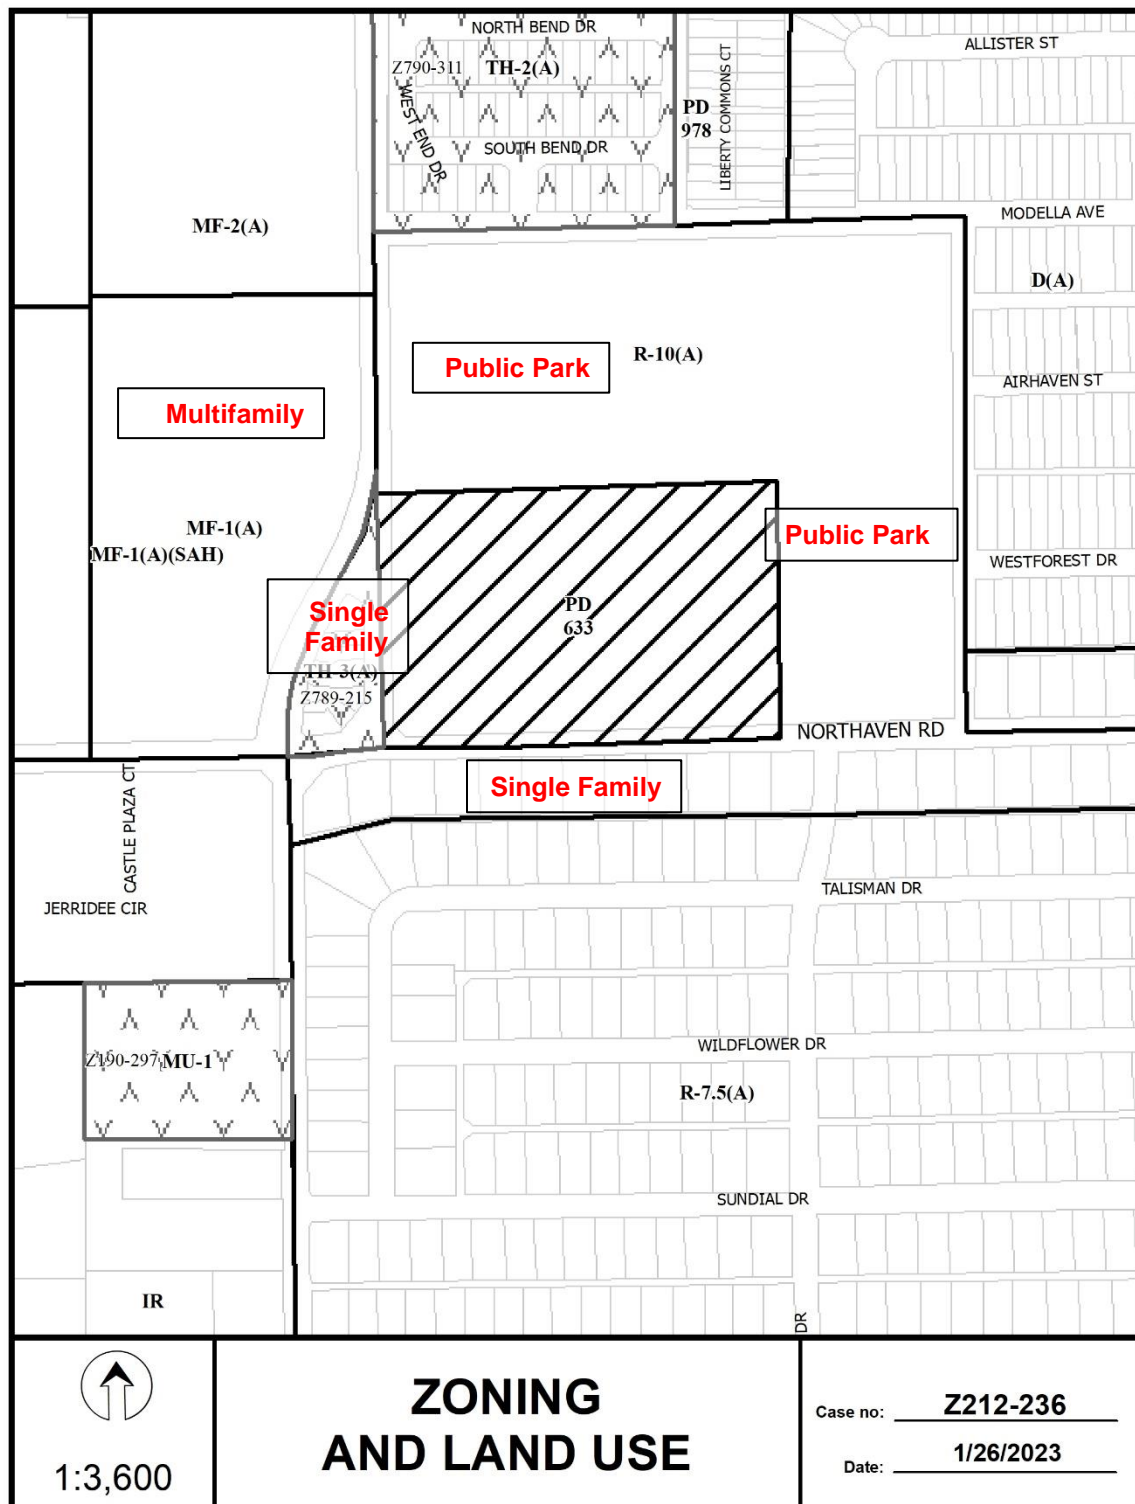 NORTH BEND DR
ALLISTER ST
Z790-311
TH-2(A)
WEST END DR
LIBERTY COMMONS CT
PD
978
SOUTH BEND DR
MODELLA AVE
MF-2(A)
D(A)
R-10(A)
Public Park
AIRHAVEN ST
Multifamily
MF-1(A)
MF-1(A)(SAH)
Public Park
WESTFOREST DR
Single
Family
PD
633
TH-3(A)
Z789-215
NORTHAVEN RD
Single Family
CASTLE PLAZA CT
JERRIDEE CIR
TALISMAN DR
WILDFLOWER DR
Z190-297
MU-1
R-7.5(A)
SUNDIAL DR
IR
DR
1:3,600
ZONING
AND LAND USE
Case no: Z212-236
Date: 1/26/2023